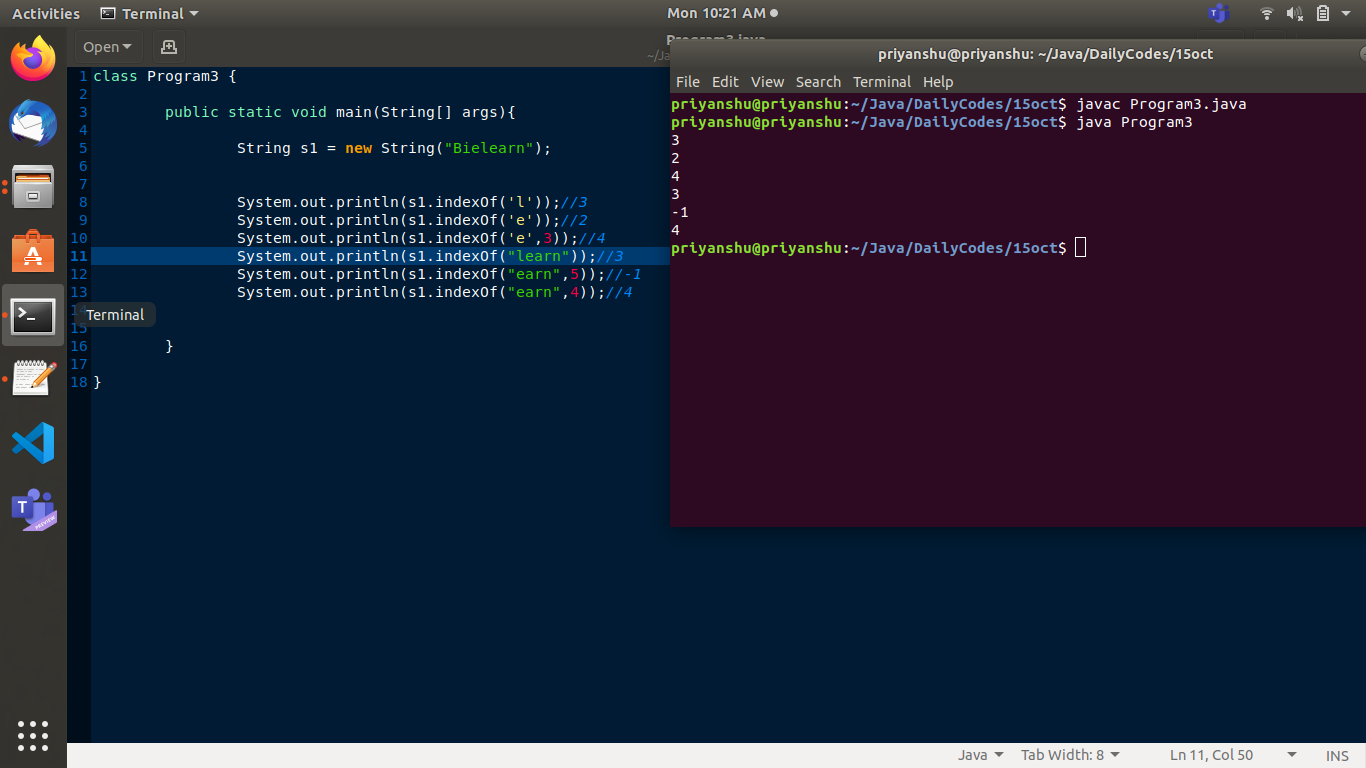 Activities Terminal Mon 10:21 AM
Open
class Program3 {
public static void main(String[] args){
String s1 = new String("Bielearn");
System.out.println(s1.indexOf('l'));//3
System.out.println(s1.indexOf('e'));//2
System.out.println(s1.indexOf('e',3));//4
System.out.println(s1.indexOf("learn"));//3
System.out.println(s1.indexOf("earn",5));//-1
System.out.println(s1.indexOf("earn",4));//4
}
}
1
2
3
4
5
6
7
8
9
10
11
12
13
15
16
17
18
Terminal
T
PREVIEW
priyanshu@priyanshu: ~/Java/DailyCodes/15oct
File Edit View Search Terminal Help
priyanshu@priyanshu:~/Java/DailyCodes/15oct$ javac Program3.java
priyanshu@priyanshu:~/Java/DailyCodes/15oct$ java Program3
3
2
4
3
-1
4
priyanshu@priyanshu:~/Java/DailyCodes/15oct$
Java Tab Width: 8 Ln 11, Col 50 INS